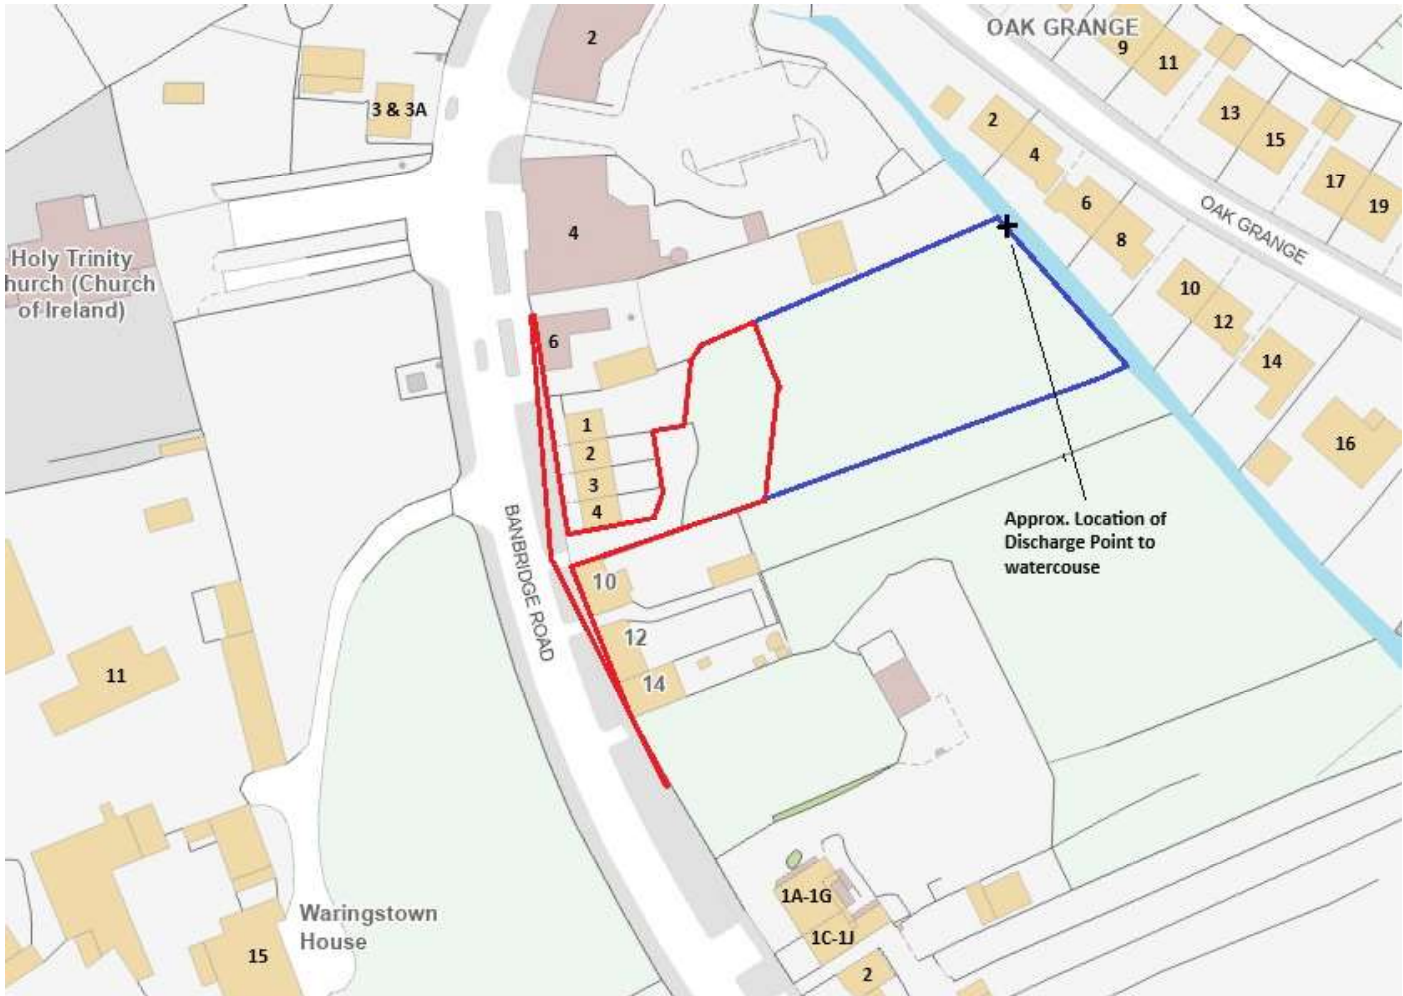 OAK GRANGE
2
9
11
3 & 3A
2
4
13
15
17
19
6
8
OAK GRANGE
4
Holy Trinity
hurch (Church
of Ireland)
10
12
14
6
16
1
2
3
4
BANBRIDGE ROAD
Approx. Location of
Discharge Point to
watercouse
10
12
14
11
1A-1G
1C-1J
2
Waringstown
House
15